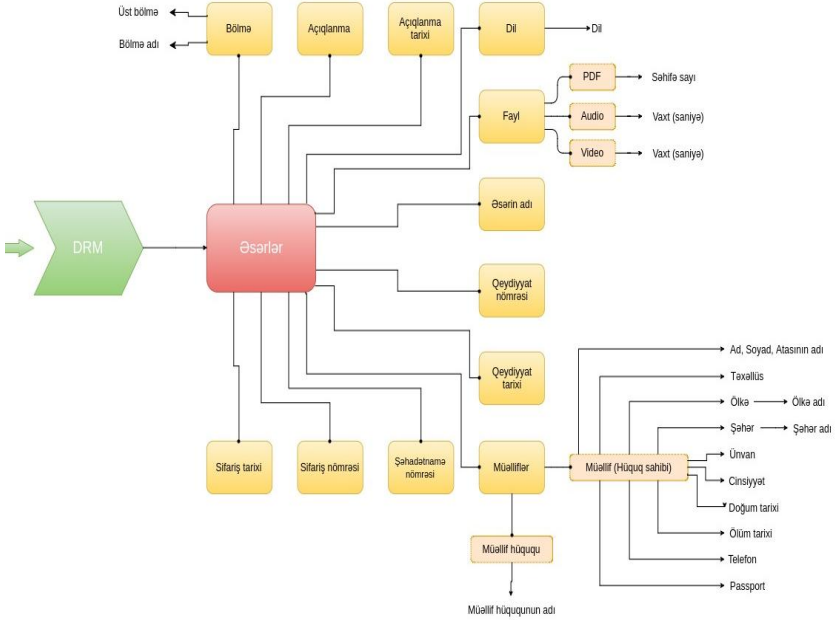 Üst bölmə
Bölmə adı
Bölmə
Açıqlanma
Açıqlanma
tarixi
Dil
Dil
Fayl
PDF
Səhifə sayı
Audio
Vaxt (saniyə)
Video
Vaxt (saniyə)
Əsərin adı
DRM
Əsərlər
Qeydiyyat
nömrəsi
Qeydiyyat
tarixi
Sifariş tarixi
Sifariş nömrəsi
Şəhadətnamə
nömrəsi
Müəlliflər
Müəllif (Hüquq sahibi)
Ad, Soyad, Atasının adı
Təxəllüs
Ölkə
Ölkə adı
Şəhər
Şəhər adı
Ünvan
Cinsiyyət
Doğum tarixi
Ölüm tarixi
Telefon
Passport
Müəllif hüququ
Müəllif hüququnun adı